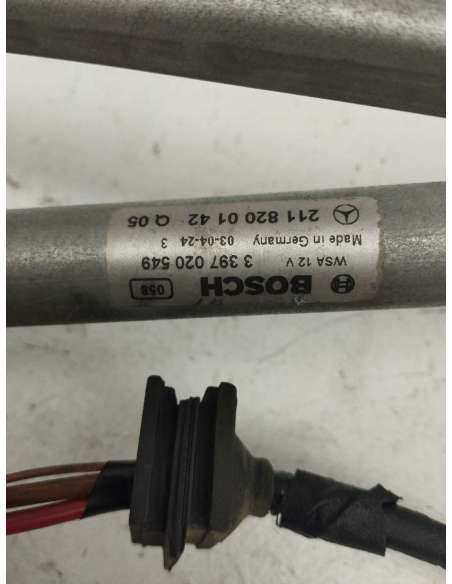 BOSCH 058
WSA 12 V 3 397 020 549
Made in Germany 03-04-24 3
211 820 01 42 Q 05